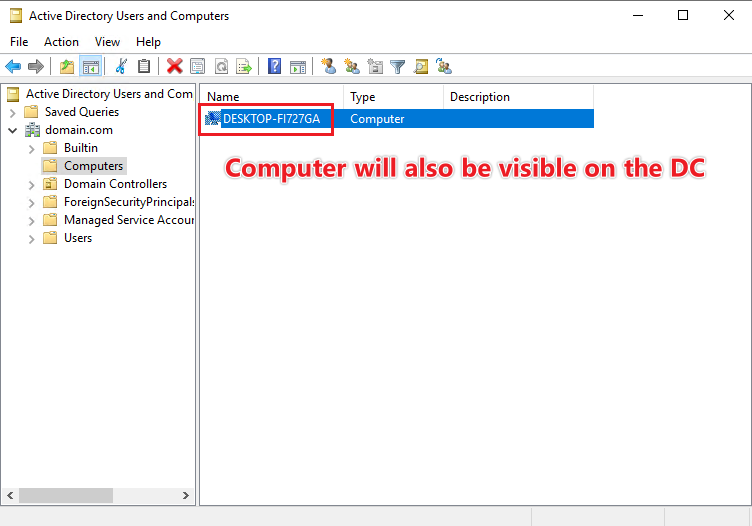 Active Directory Users and Computers
File Action View Help
Active Directory Users and Com
Saved Queries
domain.com
Builtin
Computers
Domain Controllers
ForeignSecurityPrincipals
Managed Service Accour
Users
Name Type Description
DESKTOP-FI727GA Computer
Computer will also be visible on the DC